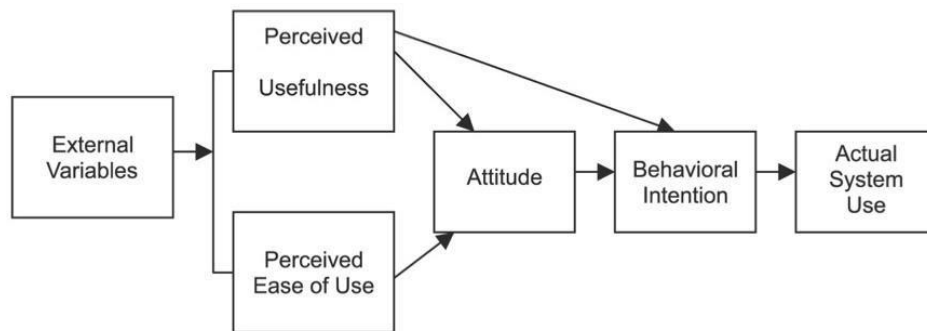 Perceived
Usefulness
External
Variables
Perceived
Ease of Use
Attitude
Behavioral
Intention
Actual
System
Use